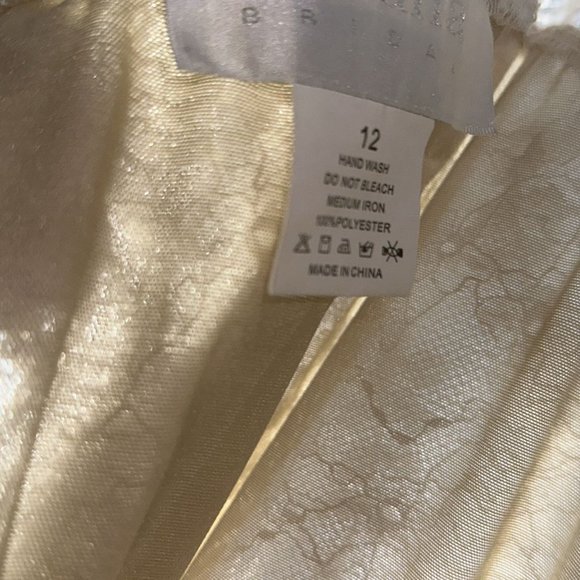 12
HAND WASH
DO NOT BLEACH
MEDIUM IRON
100%POLYESTER
MADE IN CHINA